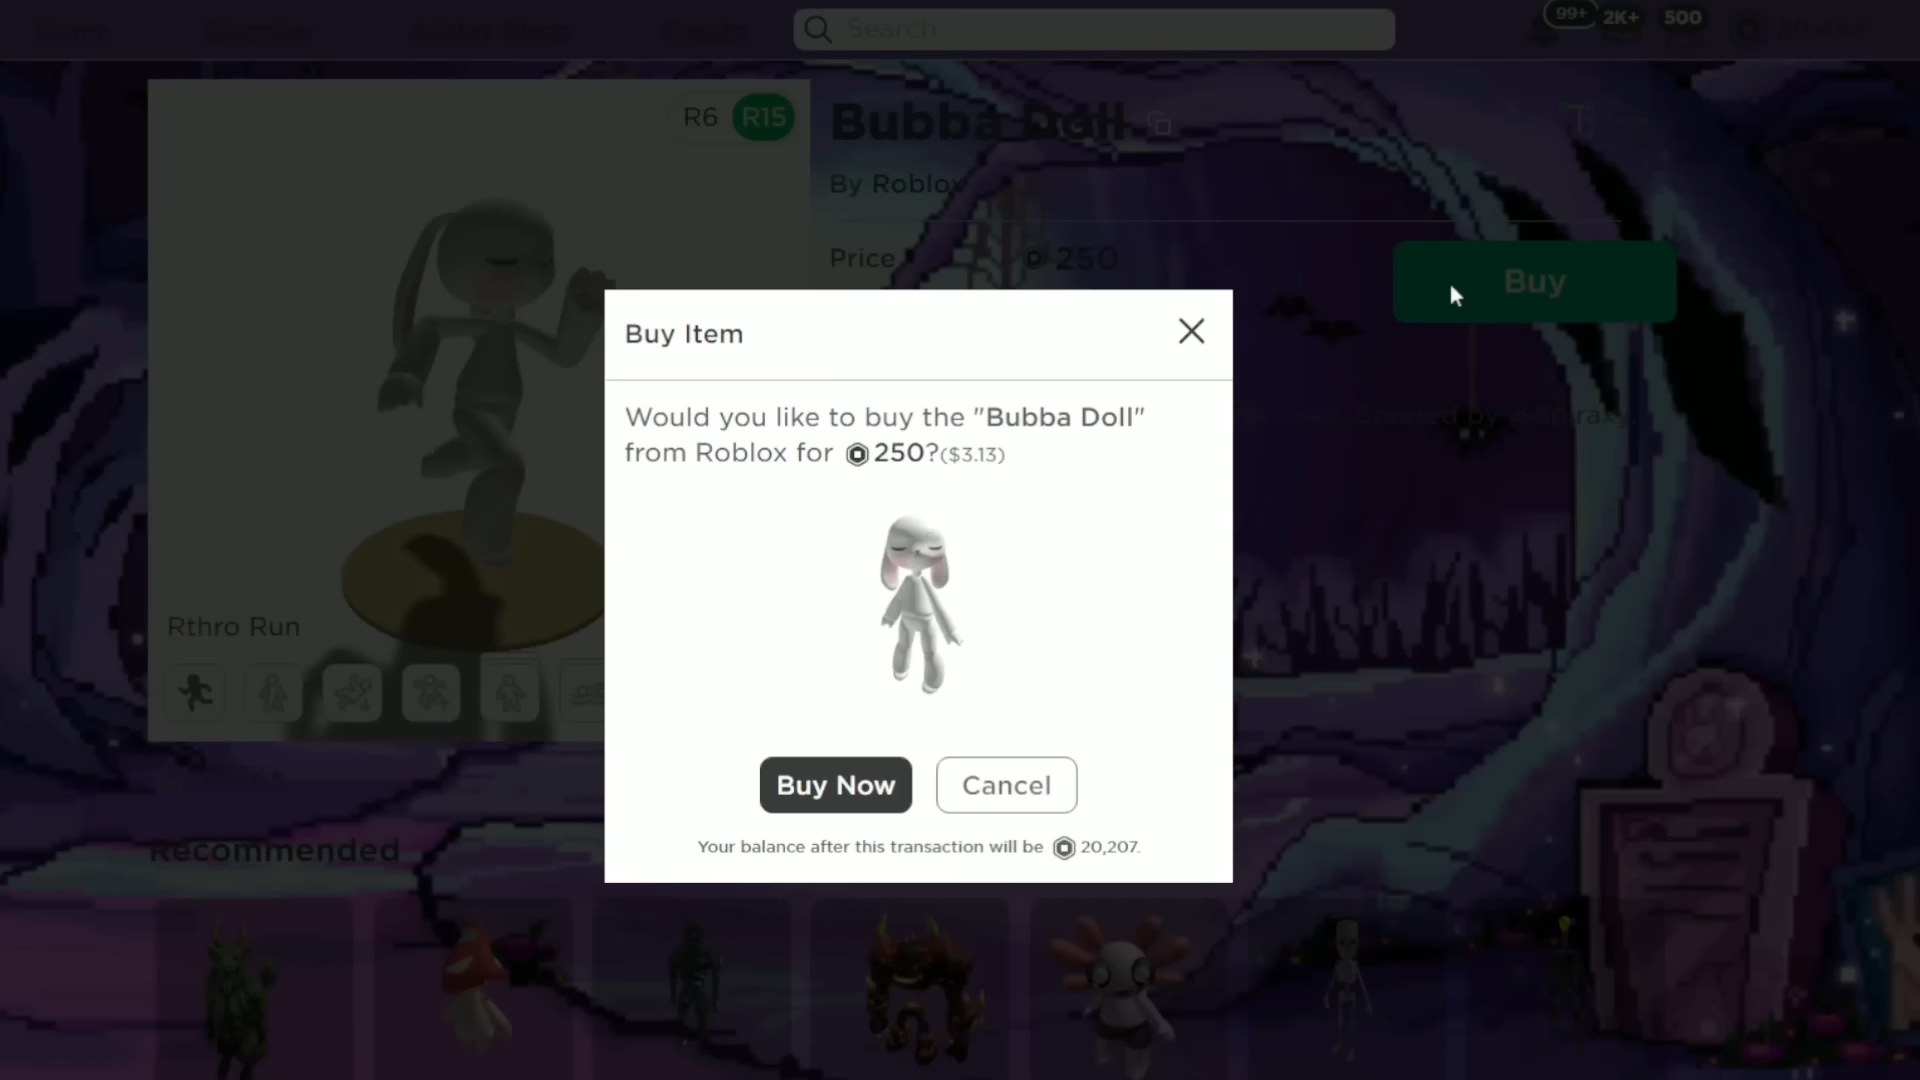 Search
99+
2K+
500
R6
R15
Bubba Doll
By Roblox
Price
250
Buy
Buy Item
Would you like to buy the "Bubba Doll"
from Roblox for 250?($3.13)
Rthro Run
Buy Now
Cancel
Your balance after this transaction will be 20,207.
Recommended